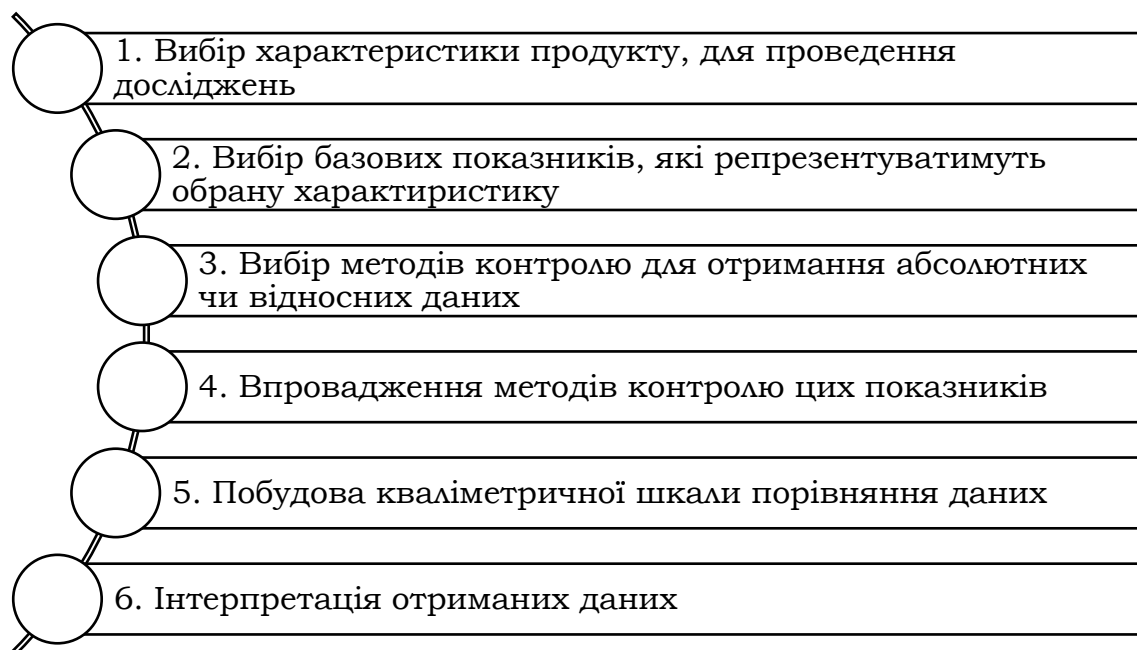 1. Вибір характеристики продукту, для проведення
досліджень
2. Вибір базових показників, які репрезентуватимуть
обрану характиристику
3. Вибір методів контролю для отримання абсолютних
чи відносних даних
4. Впровадження методів контролю цих показників
5. Побудова кваліметричної шкали порівняння даних
6. Інтерпретація отриманих даних